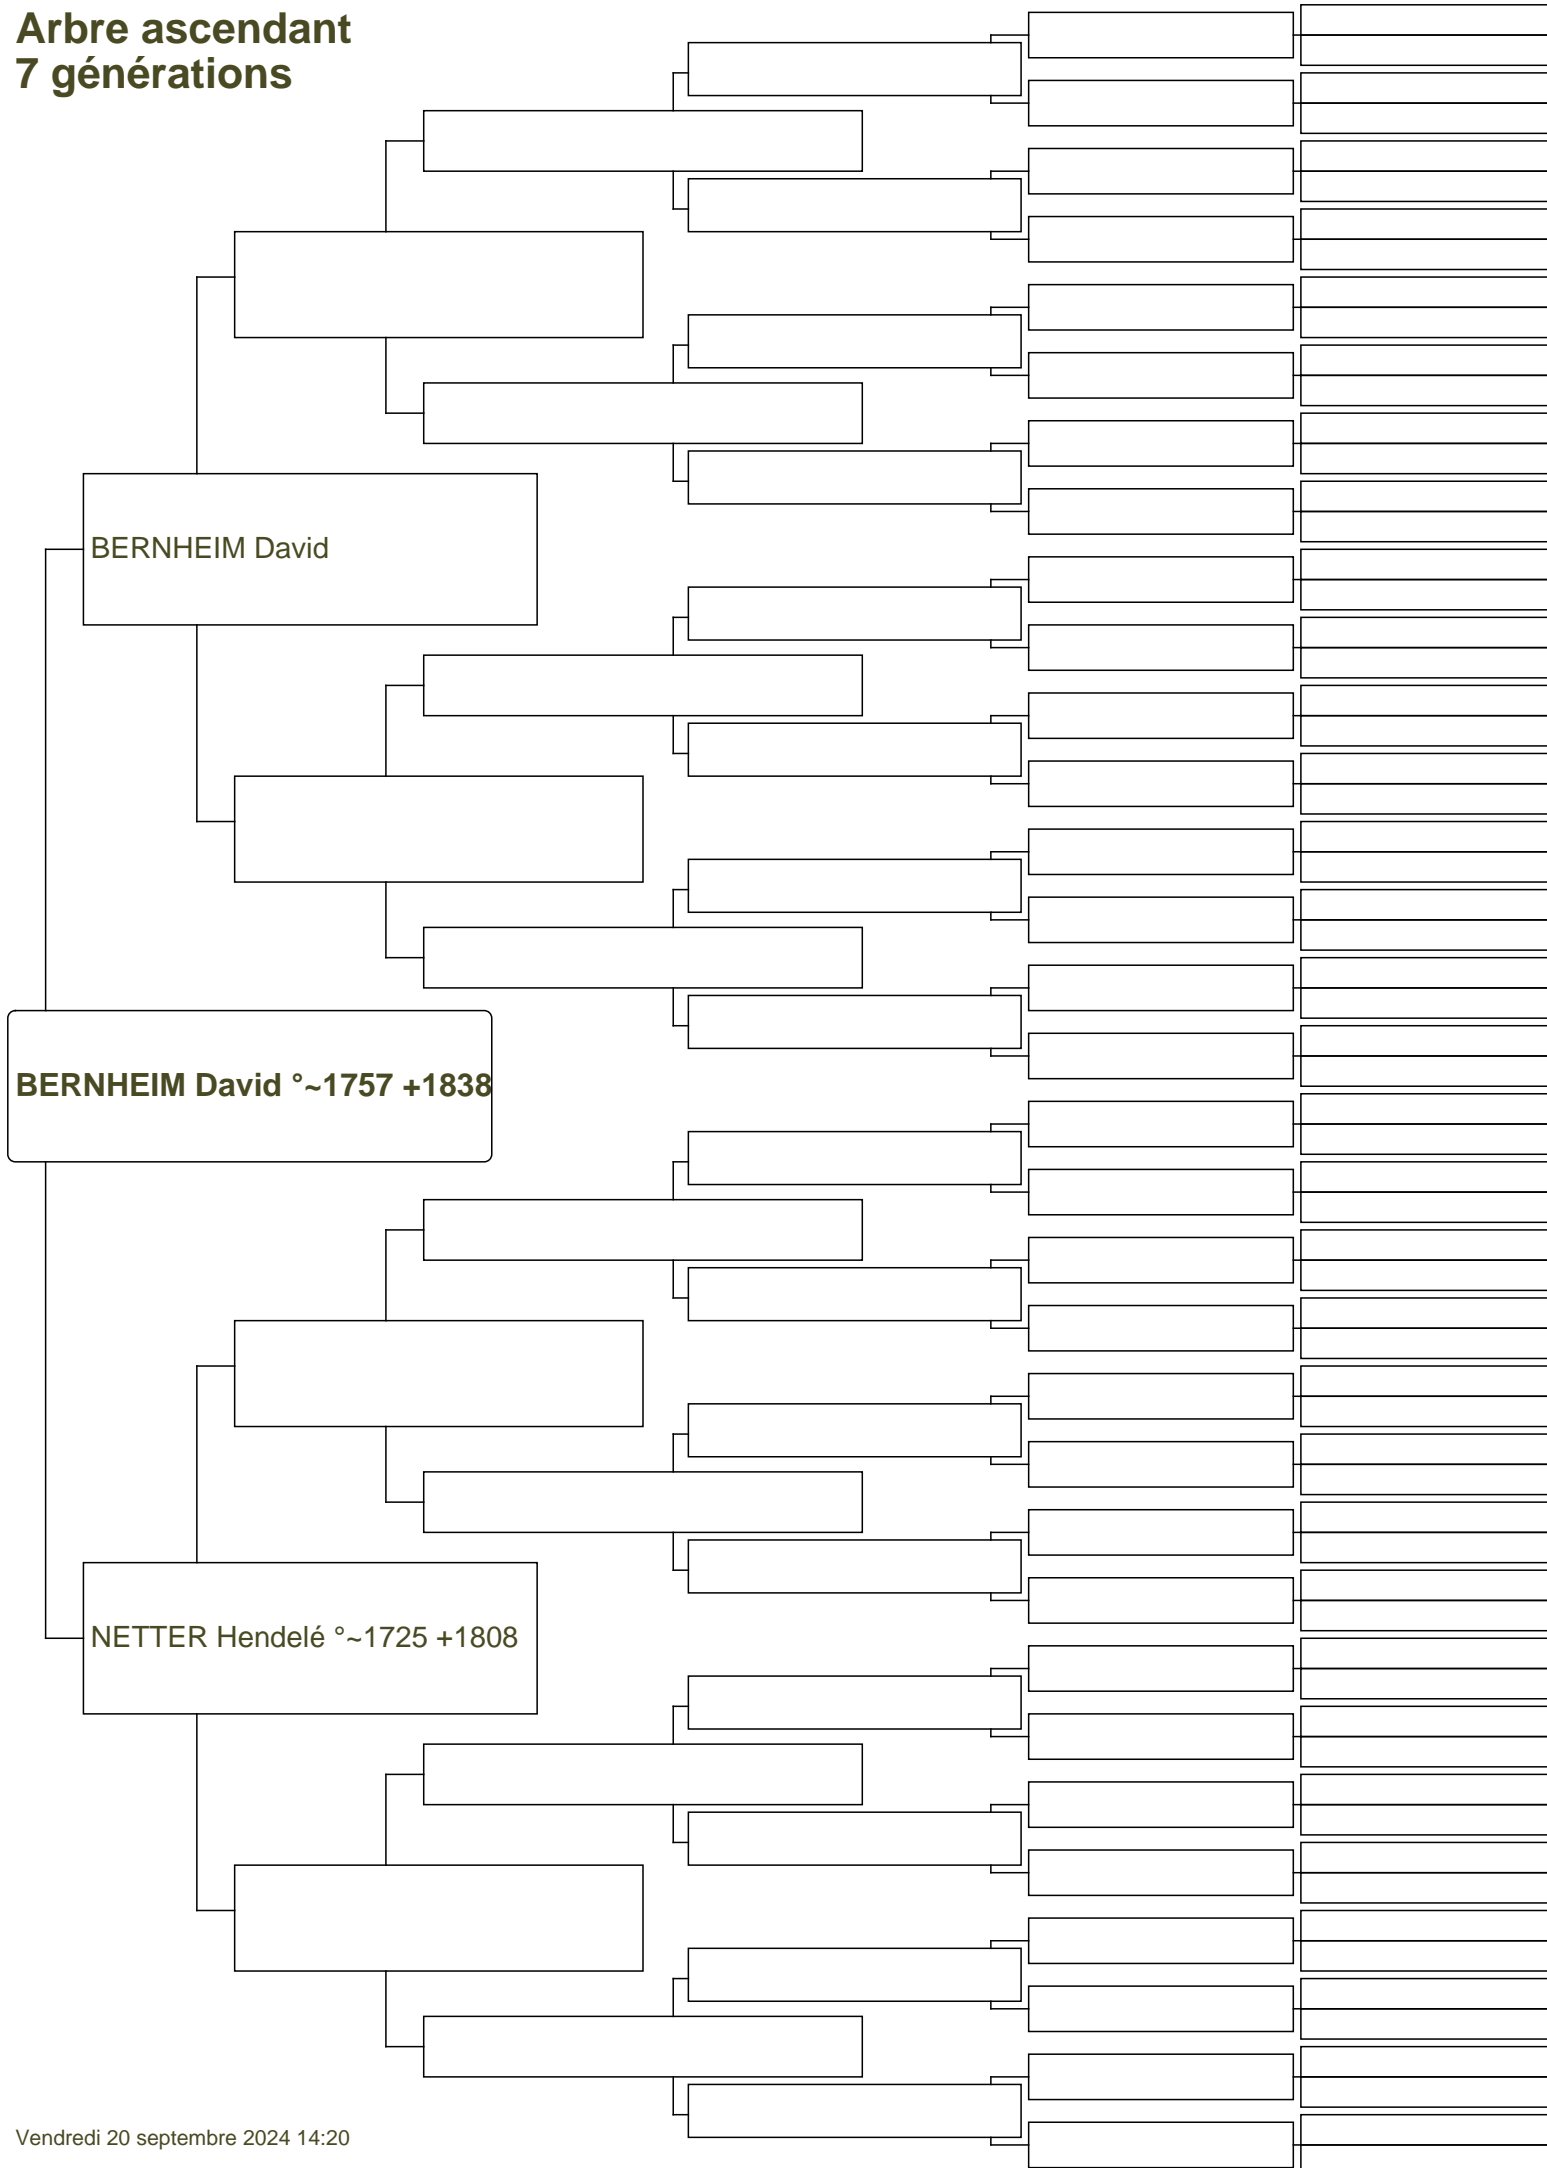 Arbre ascendant
7 générations
BERNHEIM David
BERNHEIM David °~1757 +1838
NETTER Hendelé °~1725 +1808
Vendredi 20 septembre 2024 14:20